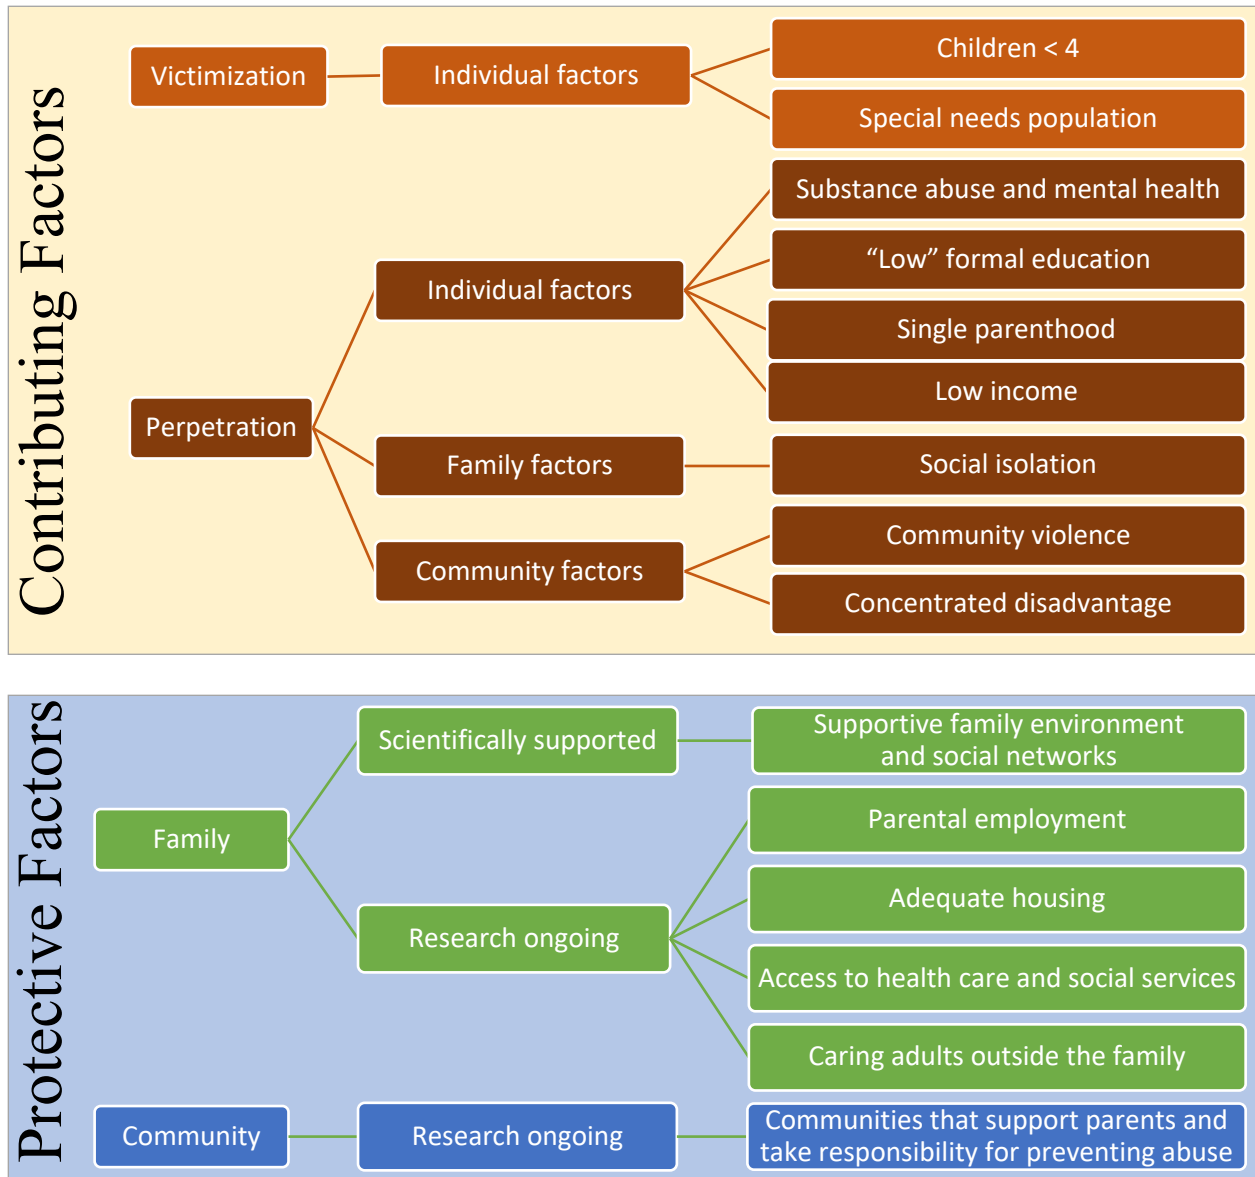 Contributing Factors
Victimization
Individual factors
Children < 4
Special needs population
Perpetration
Individual factors
Substance abuse and mental health
“Low” formal education
Single parenthood
Low income
Family factors
Social isolation
Community factors
Community violence
Concentrated disadvantage
Protective Factors
Family
Scientifically supported
Supportive family environment
and social networks
Research ongoing
Parental employment
Adequate housing
Access to health care and social services
Caring adults outside the family
Community
Research ongoing
Communities that support parents and
take responsibility for preventing abuse